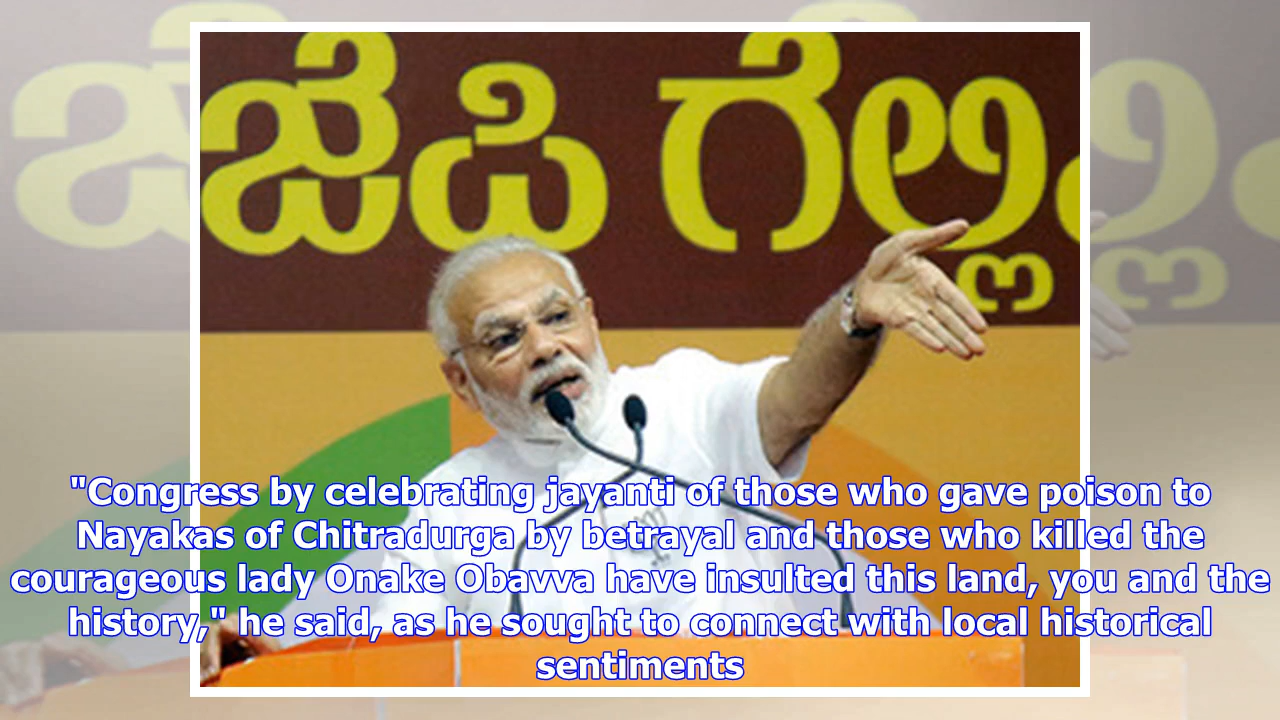 ಜೆಪಿ ಗೆಲ್ಲಿ
"Congress by celebrating jayanti of those who gave poison to
Nayakas of Chitradurga by betrayal and those who killed the
courageous lady Onake Obavva have insulted this land, you and the
history," he said, as he sought to connect with local historical
sentiments